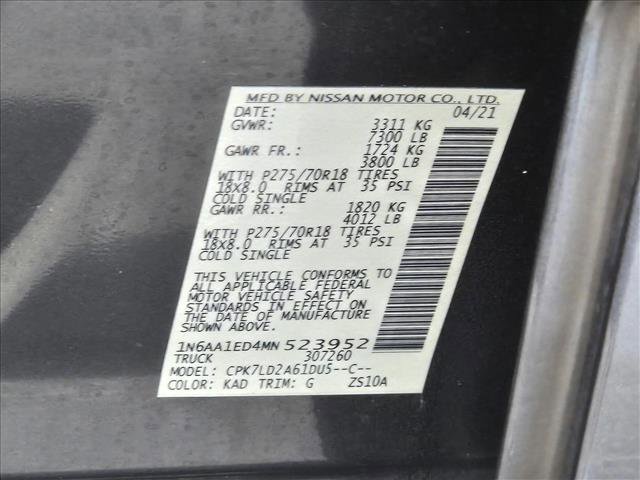 MFD BY NISSAN MOTOR CO., LTD.
DATE: 04/21
GVWR: 3311 KG
7300 LB
GAWR FR.: 1724 KG
3800 LB
WITH P275/70R18 TIRES
18X8.0 RIMS AT 35 PSI
COLD SINGLE
GAWR RR.: 1820 KG
4012 LB
WITH P275/70R18 TIRES
18X8.0 RIMS AT 35 PSI
COLD SINGLE
THIS VEHICLE CONFORMS TO
ALL APPLICABLE FEDERAL
MOTOR VEHICLE SAFETY
STANDARDS IN EFFECT ON
THE DATE OF MANUFACTURE
SHOWN ABOVE.
1N6AA1ED4MN 523952
TRUCK 307260
MODEL: CPK7LD2A61DU5--C--
COLOR: KAD TRIM: G ZS10A